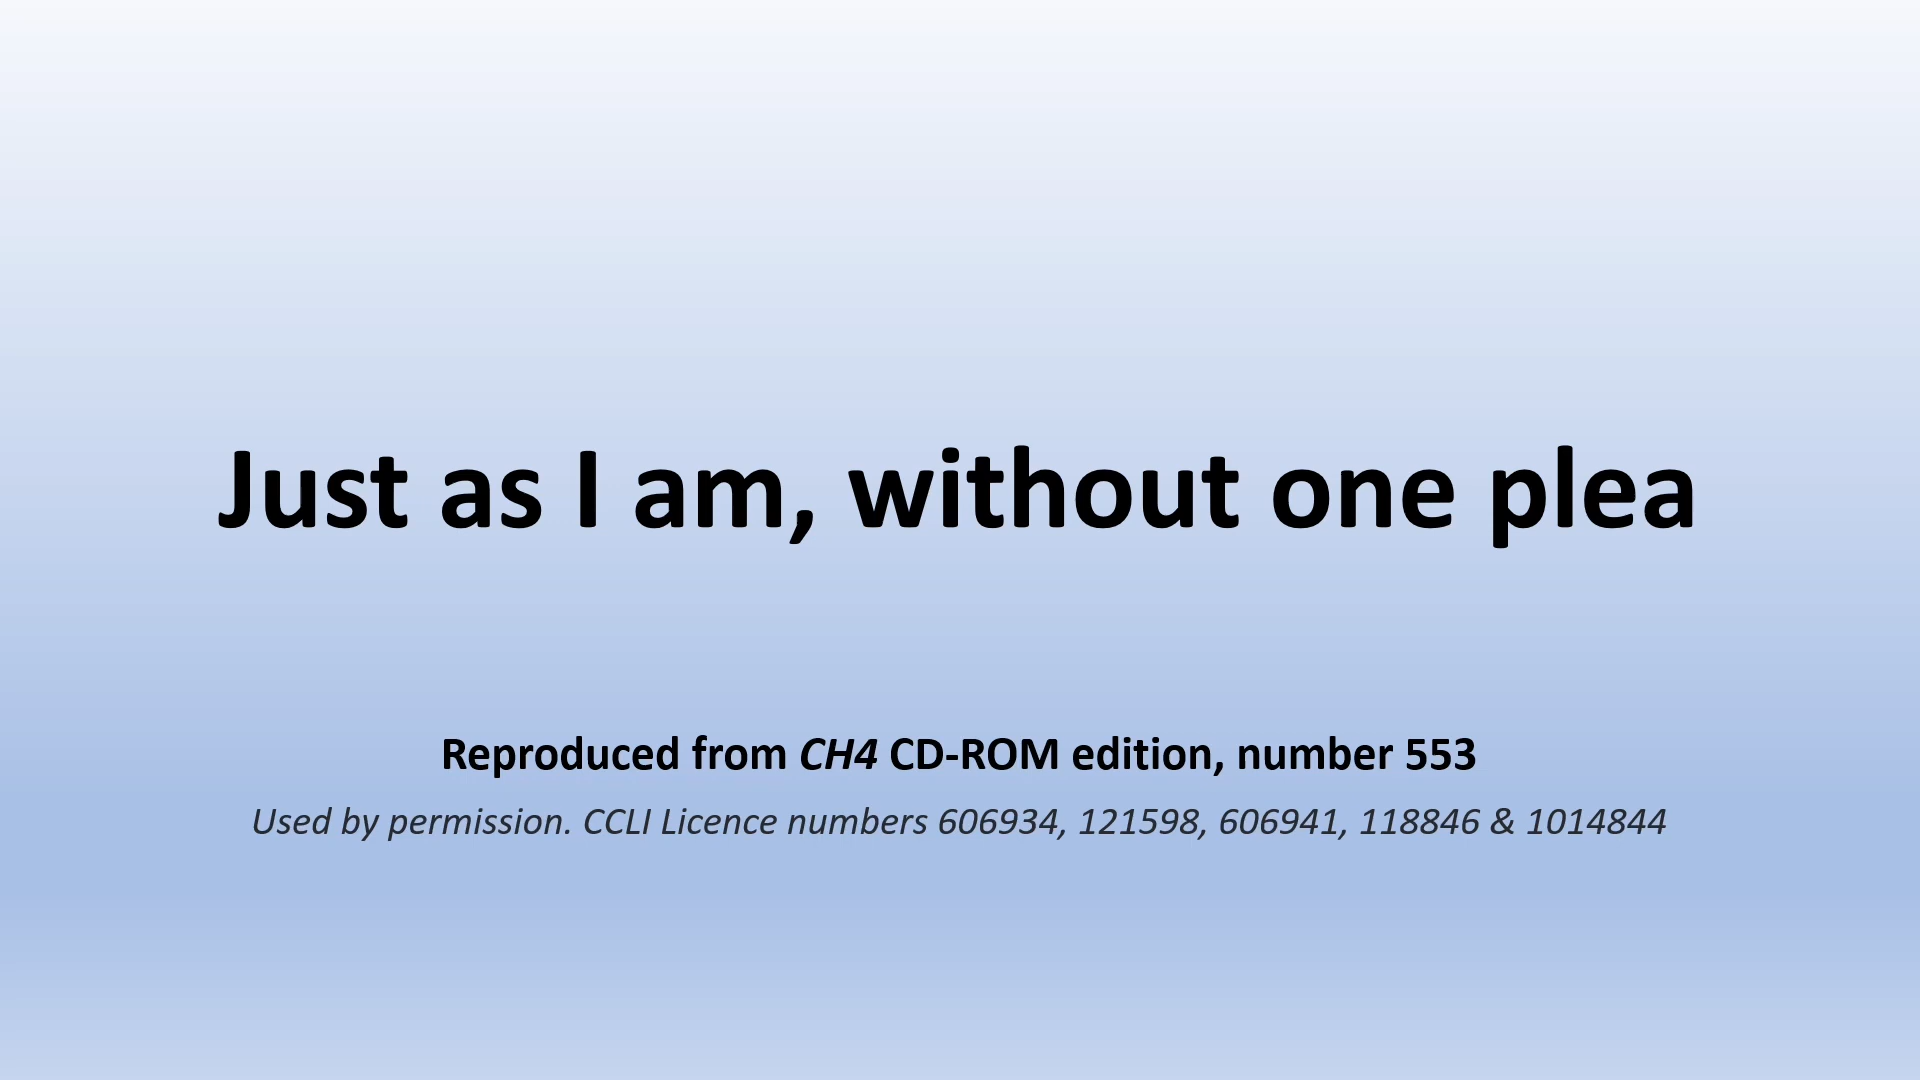 Just as I am, without one plea
Reproduced from CH4 CD-ROM edition, number 553
Used by permission. CCLI Licence numbers 606934, 121598, 606941, 118846 & 1014844